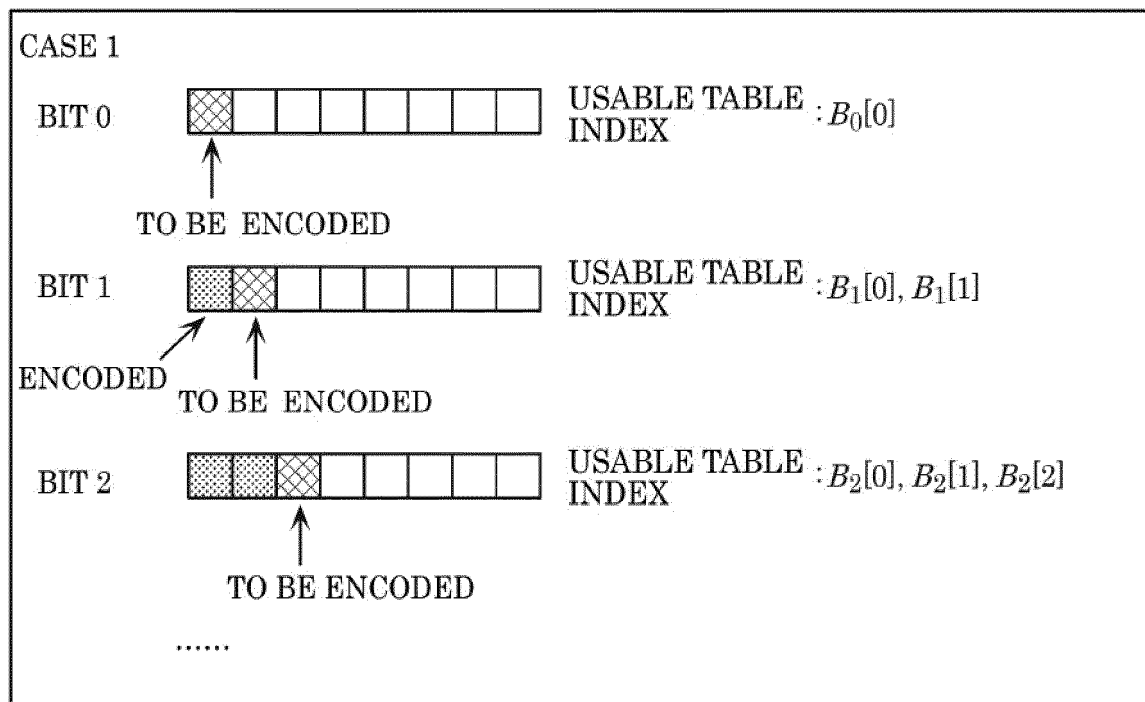 CASE 1
BIT 0
USABLE TABLE
INDEX
: B₀[0]
TO BE ENCODED
BIT 1
USABLE TABLE
INDEX
: B₁[0], B₁[1]
ENCODED
TO BE ENCODED
BIT 2
USABLE TABLE
INDEX
: B₂[0], B₂[1], B₂[2]
TO BE ENCODED
......